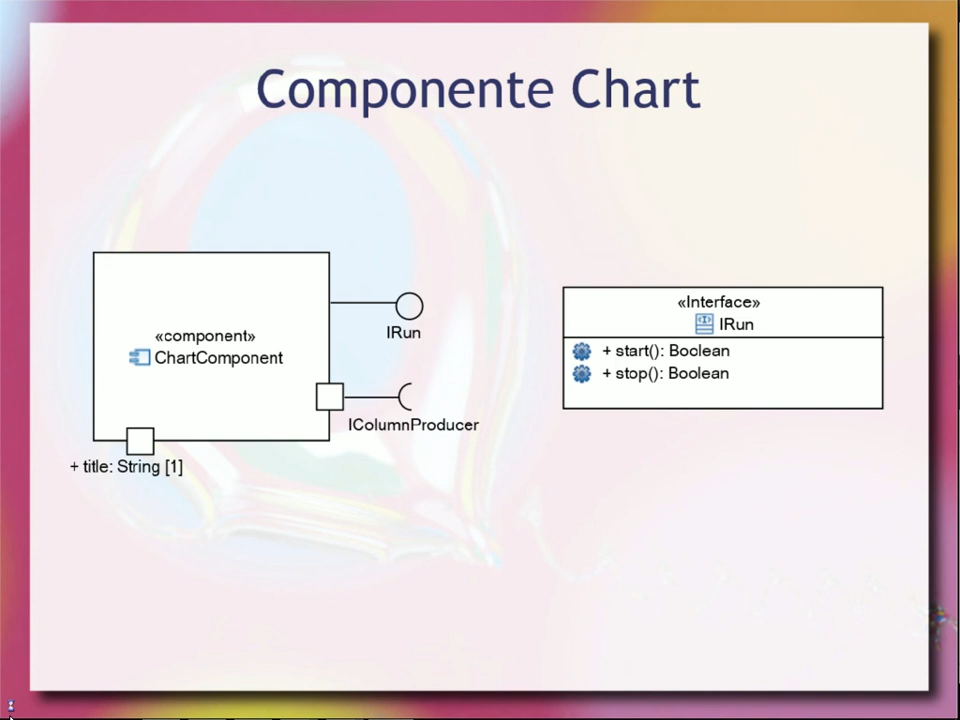 Componente Chart
«component»
ChartComponent
IRun
IColumnProducer
+ title: String [1]
«Interface»
IRun
+ start(): Boolean
+ stop(): Boolean